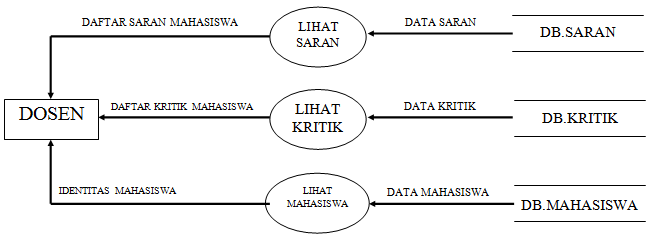 DAFTAR SARAN MAHASISWA
LIHAT
SARAN
DATA SARAN
DB.SARAN
DOSEN
DAFTAR KRITIK MAHASISWA
LIHAT
KRITIK
DATA KRITIK
DB.KRITIK
IDENTITAS MAHASISWA
LIHAT
MAHASISWA
DATA MAHASISWA
DB.MAHASISWA